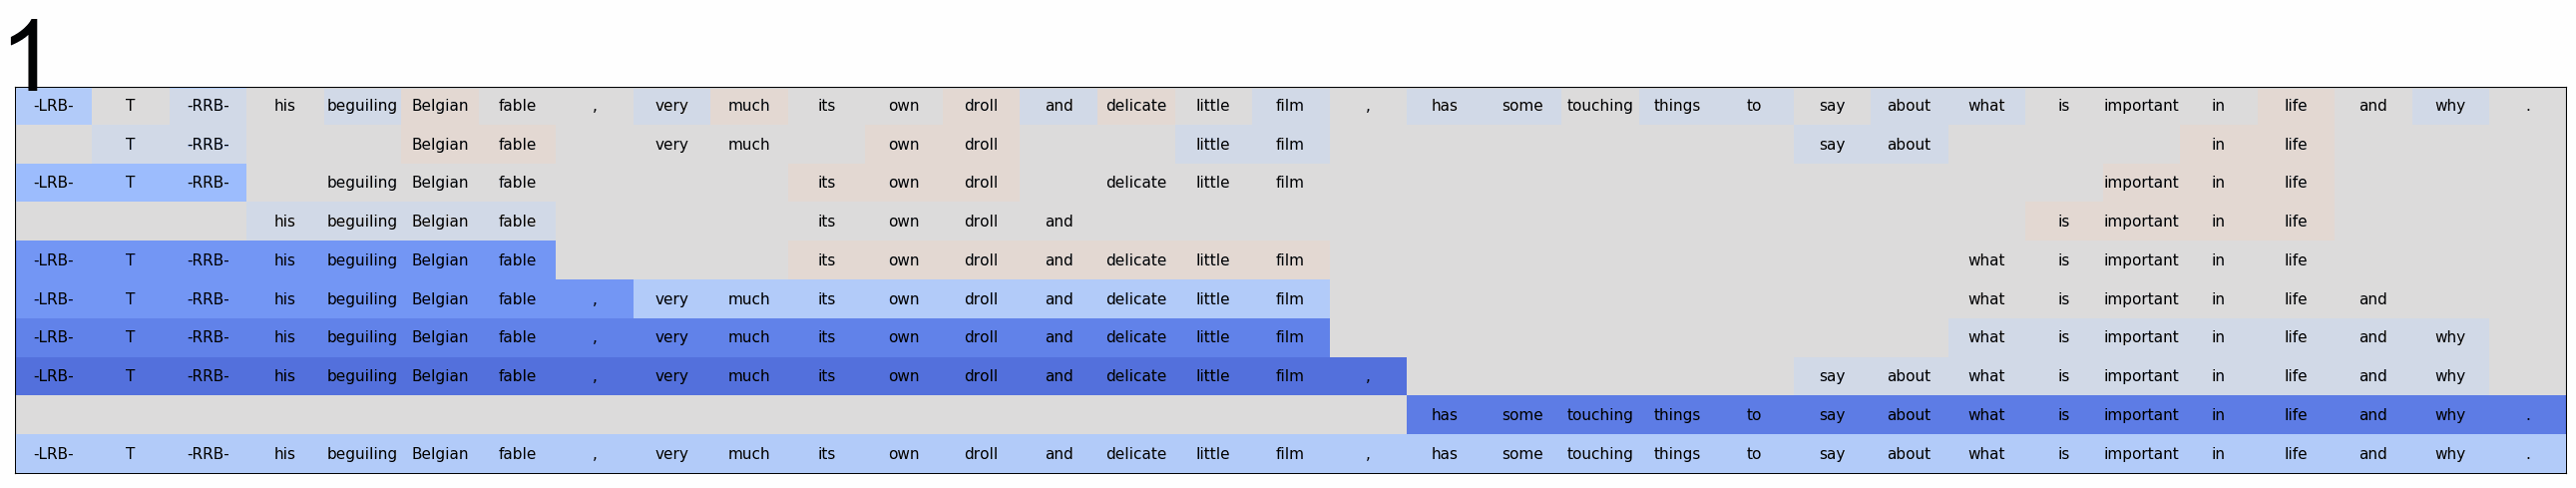 1
-LRB- T -RRB- his beguiling Belgian fable , very much its own droll and delicate little film , has some touching things to say about what is important in life and why .
T -RRB- Belgian fable very much own droll little film say about in life
-LRB- T -RRB- beguiling Belgian fable its own droll delicate little film important in life
his beguiling Belgian fable its own droll and is important in life
-LRB- T -RRB- his beguiling Belgian fable its own droll and delicate little film what is important in life
-LRB- T -RRB- his beguiling Belgian fable , very much its own droll and delicate little film what is important in life and
-LRB- T -RRB- his beguiling Belgian fable , very much its own droll and delicate little film what is important in life and why
-LRB- T -RRB- his beguiling Belgian fable , very much its own droll and delicate little film , say about what is important in life and why
has some touching things to say about what is important in life and why .
-LRB- T -RRB- his beguiling Belgian fable , very much its own droll and delicate little film , has some touching things to say about what is important in life and why .